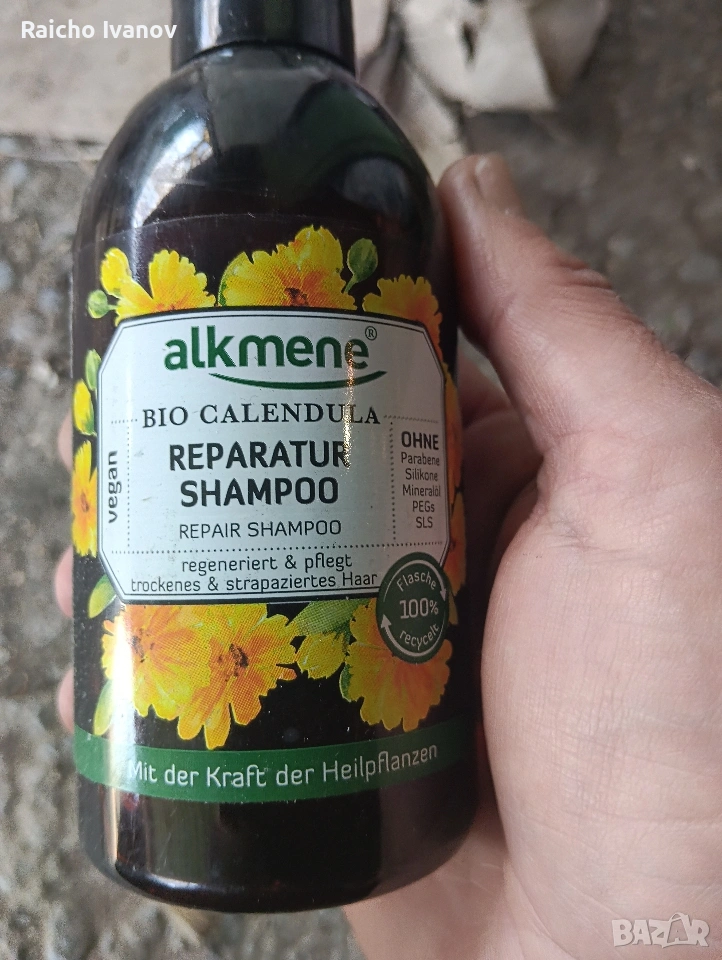 Raicho Ivanov
alkmene®
BIO CALENDULA
REPARATUR
SHAMPOO
REPAIR SHAMPOO
regeneriert & pflegt
trockenes & strapaziertes Haar
vegan
OHNE
Parabene
Silikone
Mineralöl
PEGs
SLS
Flasche
100%
recycelt
Mit der Kraft der Heilpflanzen
BAZAR